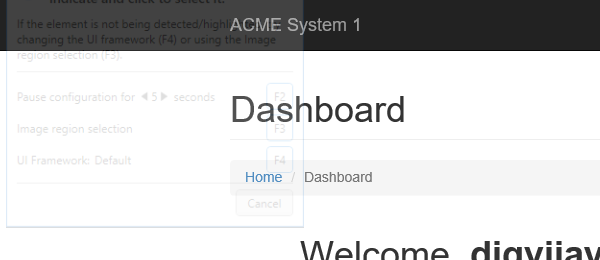 Indicate and click to select it.
ACME System 1
If the element is not being detected/highl
changing the UI framework (F4) or using the Image
region selection (F3).
Pause configuration for 5 seconds F2
Dashboard
Image region selection F3
UI Framework: Default F4
Home / Dashboard
Cancel
Welcome, digvijay